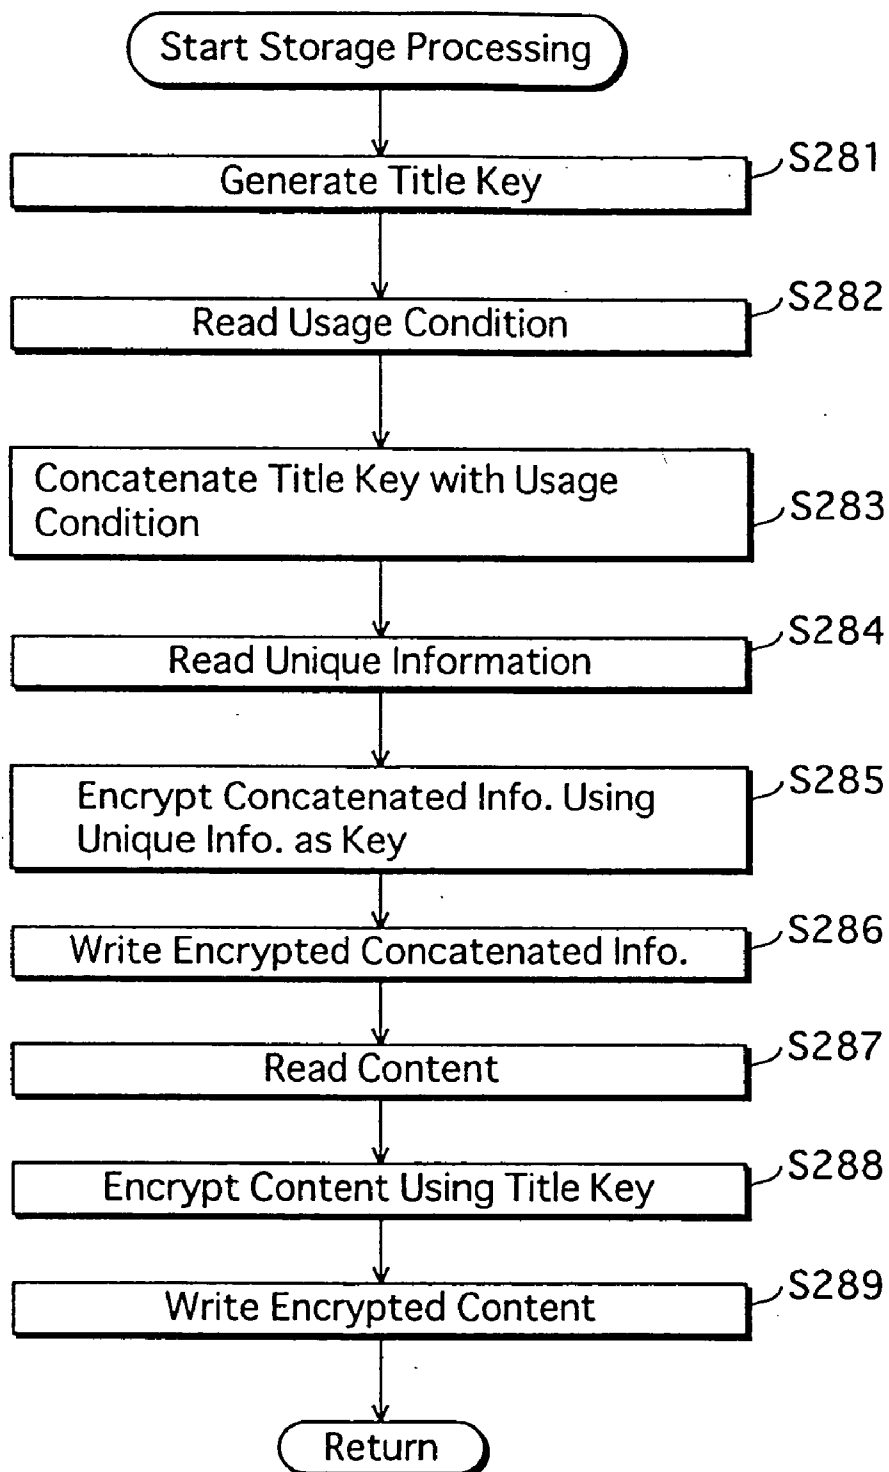 Start Storage Processing
S281
Generate Title Key
S282
Read Usage Condition
Concatenate Title Key with Usage
Condition
S283
S284
Read Unique Information
S285
Encrypt Concatenated Info. Using
Unique Info. as Key
S286
Write Encrypted Concatenated Info.
S287
Read Content
S288
Encrypt Content Using Title Key
S289
Write Encrypted Content
Return